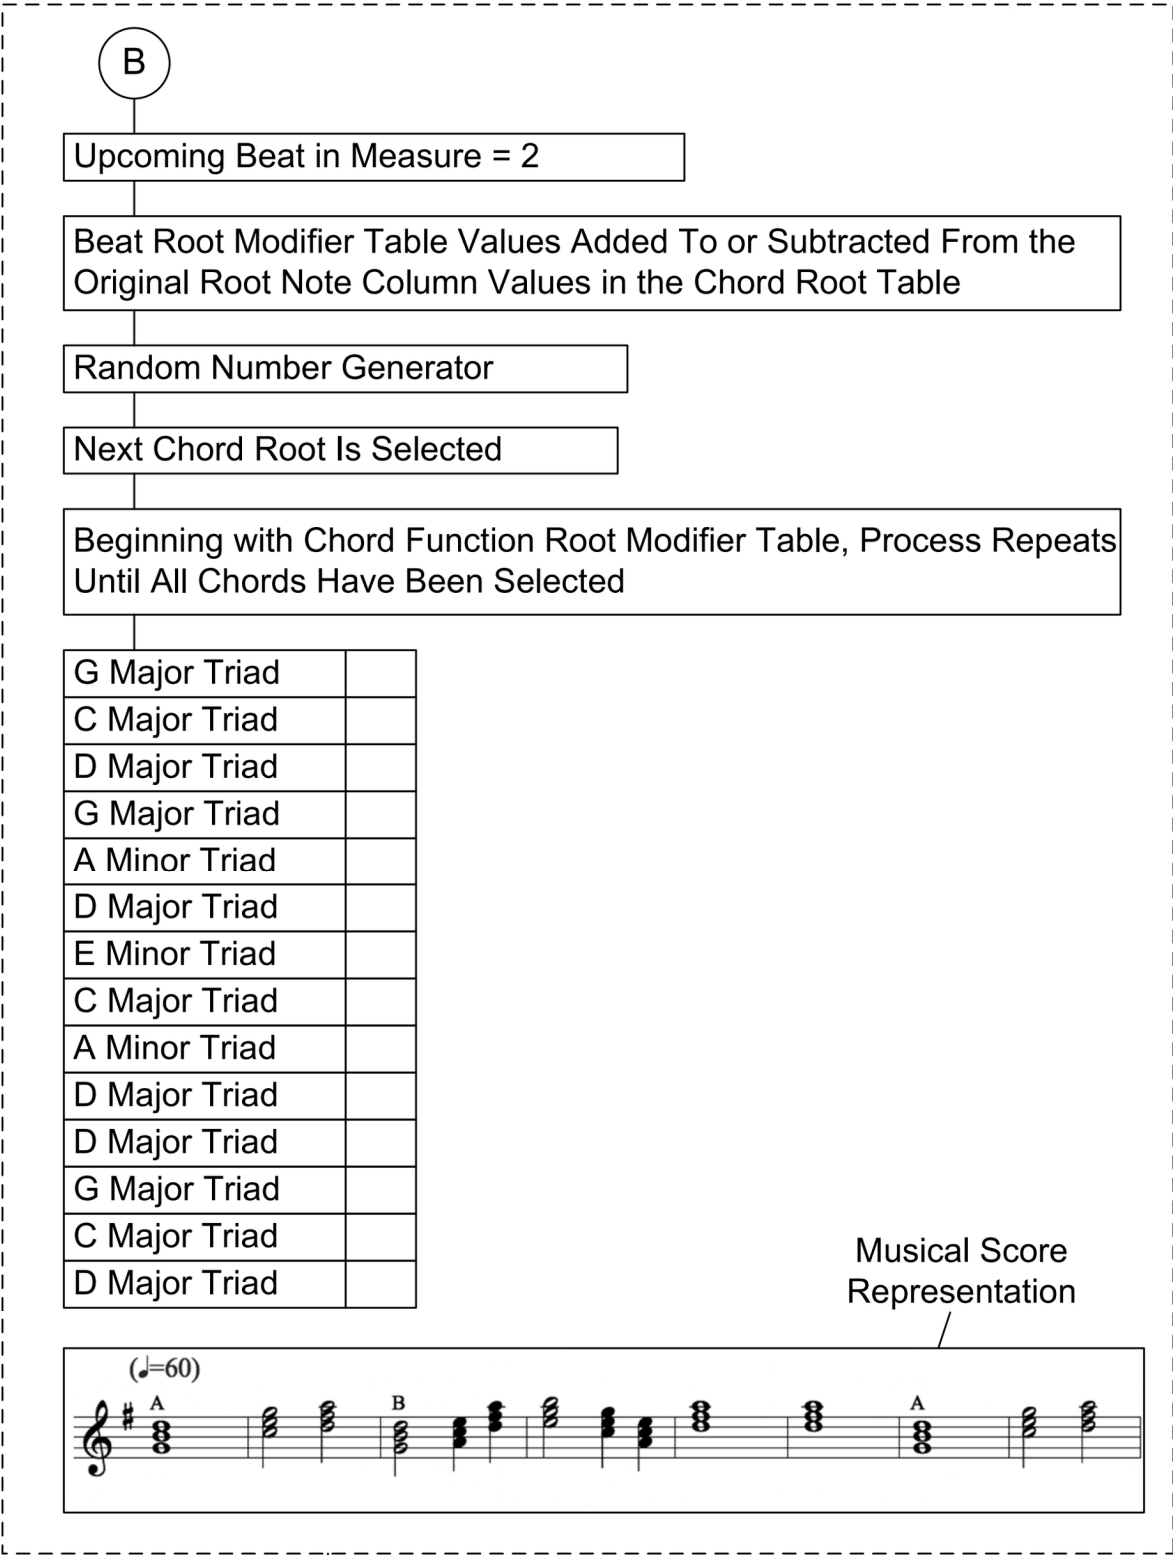 B
Upcoming Beat in Measure = 2
Beat Root Modifier Table Values Added To or Subtracted From the
Original Root Note Column Values in the Chord Root Table
Random Number Generator
Next Chord Root Is Selected
Beginning with Chord Function Root Modifier Table, Process Repeats
Until All Chords Have Been Selected
G Major Triad
C Major Triad
D Major Triad
G Major Triad
A Minor Triad
D Major Triad
E Minor Triad
C Major Triad
A Minor Triad
D Major Triad
D Major Triad
G Major Triad
C Major Triad
D Major Triad
Musical Score
Representation
(♩=60)
A B A